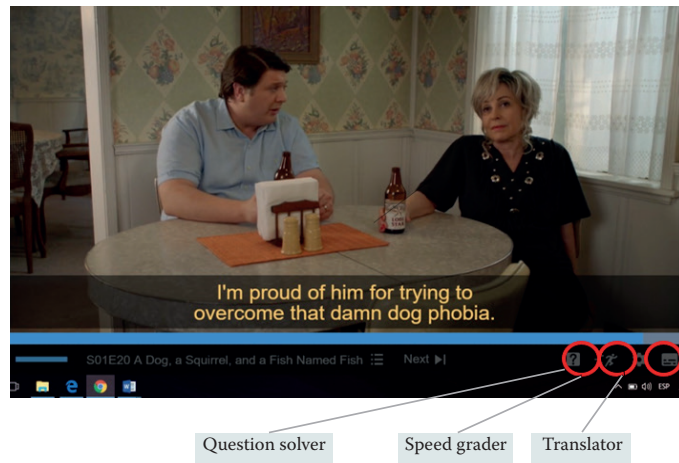 I'm proud of him for trying to
overcome that damn dog phobia.
S01E20 A Dog, a Squirrel, and a Fish Named Fish
Next
?
ESP
Question solver
Speed grader
Translator